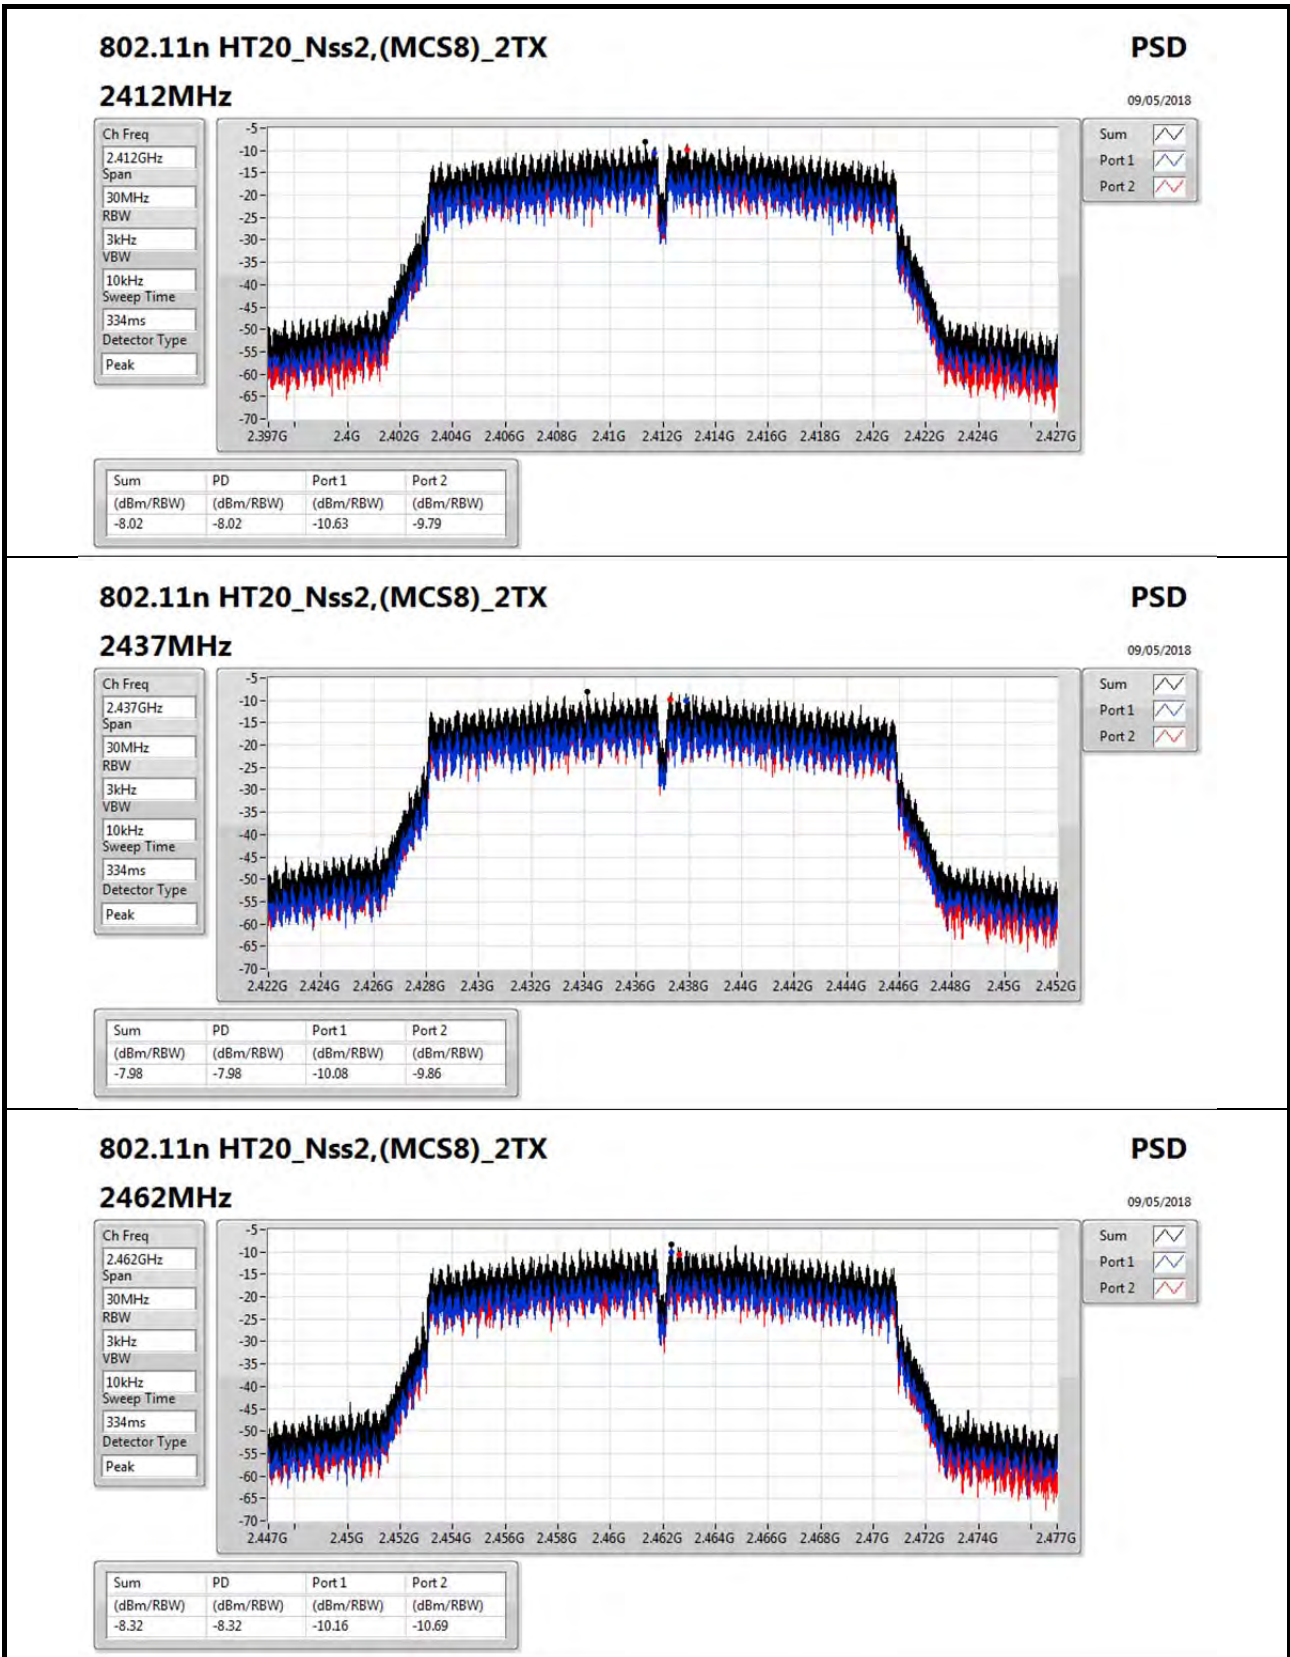 802.11n HT20_Nss2,(MCS8)_2TX PSD
2412MHz 09/05/2018
Ch Freq
2.412GHz
Span
30MHz
RBW
3kHz
VBW
10kHz
Sweep Time
334ms
Detector Type
Peak
-5
-10
-15
-20
-25
-30
-35
-40
-45
-50
-55
-60
-65
-70
2.397G 2.4G 2.402G 2.404G 2.406G 2.408G 2.41G 2.412G 2.414G 2.416G 2.418G 2.42G 2.422G 2.424G 2.427G
Sum
Port 1
Port 2
Sum PD Port 1 Port 2
(dBm/RBW) (dBm/RBW) (dBm/RBW) (dBm/RBW)
-8.02 -8.02 -10.63 -9.79
802.11n HT20_Nss2,(MCS8)_2TX PSD
2437MHz 09/05/2018
Ch Freq
2.437GHz
Span
30MHz
RBW
3kHz
VBW
10kHz
Sweep Time
334ms
Detector Type
Peak
-5
-10
-15
-20
-25
-30
-35
-40
-45
-50
-55
-60
-65
-70
2.422G 2.424G 2.426G 2.428G 2.43G 2.432G 2.434G 2.436G 2.438G 2.44G 2.442G 2.444G 2.446G 2.448G 2.45G 2.452G
Sum
Port 1
Port 2
Sum PD Port 1 Port 2
(dBm/RBW) (dBm/RBW) (dBm/RBW) (dBm/RBW)
-7.98 -7.98 -10.08 -9.86
802.11n HT20_Nss2,(MCS8)_2TX PSD
2462MHz 09/05/2018
Ch Freq
2.462GHz
Span
30MHz
RBW
3kHz
VBW
10kHz
Sweep Time
334ms
Detector Type
Peak
-5
-10
-15
-20
-25
-30
-35
-40
-45
-50
-55
-60
-65
-70
2.447G 2.45G 2.452G 2.454G 2.456G 2.458G 2.46G 2.462G 2.464G 2.466G 2.468G 2.47G 2.472G 2.474G 2.477G
Sum
Port 1
Port 2
Sum PD Port 1 Port 2
(dBm/RBW) (dBm/RBW) (dBm/RBW) (dBm/RBW)
-8.32 -8.32 -10.16 -10.69